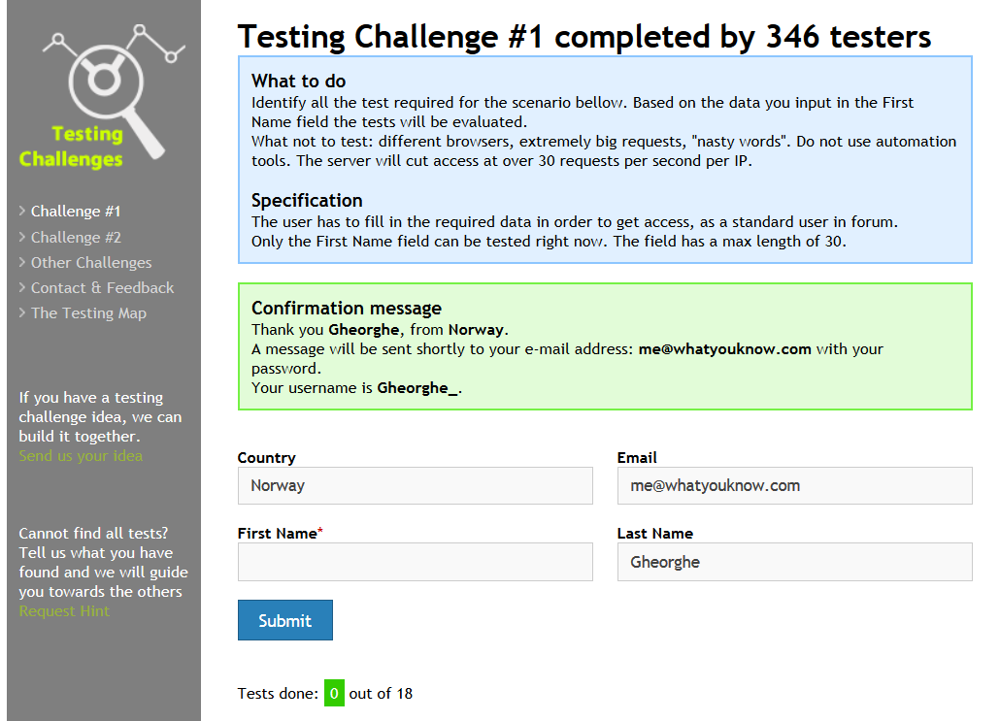 Testing
Challenges
Challenge #1
Challenge #2
Other Challenges
Contact & Feedback
The Testing Map
If you have a testing
challenge idea, we can
build it together.
Send us your idea
Cannot find all tests?
Tell us what you have
found and we will guide
you towards the others
Request Hint
Testing Challenge #1 completed by 346 testers
What to do
Identify all the test required for the scenario bellow. Based on the data you input in the First
Name field the tests will be evaluated.
What not to test: different browsers, extremely big requests, "nasty words". Do not use automation
tools. The server will cut access at over 30 requests per second per IP.
Specification
The user has to fill in the required data in order to get access, as a standard user in forum.
Only the First Name field can be tested right now. The field has a max length of 30.
Confirmation message
Thank you Gheorghe, from Norway.
A message will be sent shortly to your e-mail address: me@whatyouknow.com with your
password.
Your username is Gheorghe_.
Country
Email
Norway
me@whatyouknow.com
First Name*
Last Name
Gheorghe
Submit
Tests done: 0 out of 18